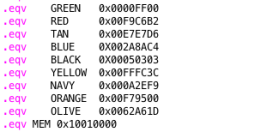 .eqv GREEN 0x0000FF00
.eqv RED 0X00F9C6B2
.eqv TAN 0x00E7E7D6
.eqv BLUE 0X002A8AC4
.eqv BLACK 0X00050303
.eqv YELLOW 0x00FFFC3C
.eqv NAVY 0x000A2EF9
.eqv ORANGE 0x00F79500
.eqv OLIVE 0x0062A61D
.eqv MEM 0x10010000